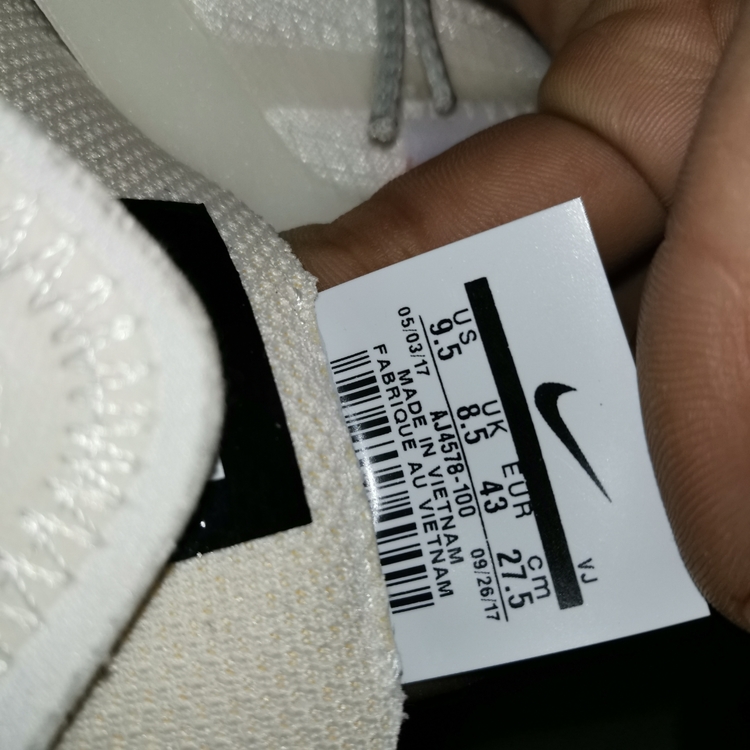 VJ
US UK EUR cm
9.5 8.5 43 27.5
05/03/17 AJ4578-100 09/26/17
MADE IN VIETNAM
FABRIQUE AU VIETNAM